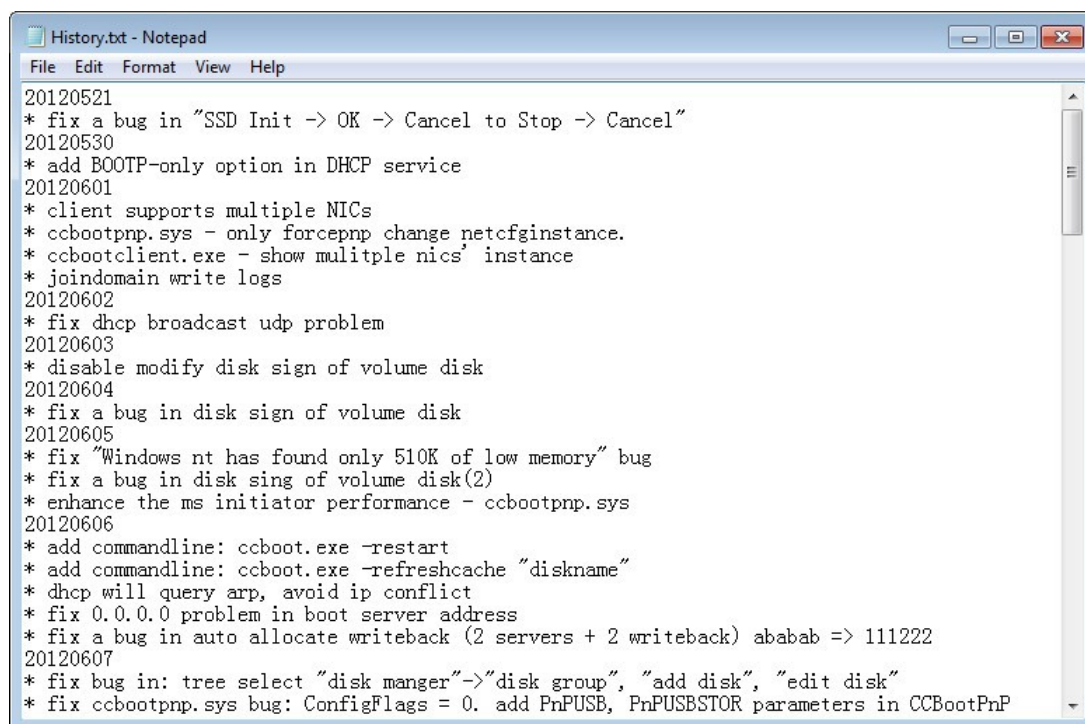 History.txt - Notepad
File Edit Format View Help
20120521
* fix a bug in "SSD Init -> OK -> Cancel to Stop -> Cancel"
20120530
* add BOOTP-only option in DHCP service
20120601
* client supports multiple NICs
* ccbootpnp.sys - only forcepnp change netcfginstance.
* ccbootclient.exe - show mulitple nics' instance
* joindomain write logs
20120602
* fix dhcp broadcast udp problem
20120603
* disable modify disk sign of volume disk
20120604
* fix a bug in disk sign of volume disk
20120605
* fix "Windows nt has found only 510K of low memory" bug
* fix a bug in disk sing of volume disk(2)
* enhance the ms initiator performance - ccbootpnp.sys
20120606
* add commandline: ccboot.exe -restart
* add commandline: ccboot.exe -refreshcache "diskname"
* dhcp will query arp, avoid ip conflict
* fix 0.0.0.0 problem in boot server address
* fix a bug in auto allocate writeback (2 servers + 2 writeback) ababab => 111222
20120607
* fix bug in: tree select "disk manger"->"disk group", "add disk", "edit disk"
* fix ccbootpnp.sys bug: ConfigFlags = 0. add PnPUSB, PnPUSBSTOR parameters in CCBootPnP